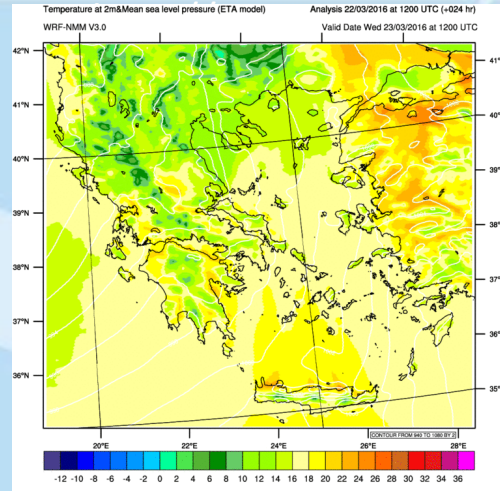 Temperature at 2m&Mean sea level pressure (ETA model) Analysis 22/03/2016 at 1200 UTC (+024 hr)
WRF-NMM V3.0 Valid Date Wed 23/03/2016 at 1200 UTC
42°N 41°
41°N 40°
40°N 39°
39°N 38°
38°N 37°
37°N 36°
36°N 35°
CONTOUR FROM 940 TO 1080 BY 2
20°E 22°E 24°E 26°E 28°E
-12 -10 -8 -6 -4 -2 0 2 4 6 8 10 12 14 16 18 20 22 24 26 28 30 32 34 36